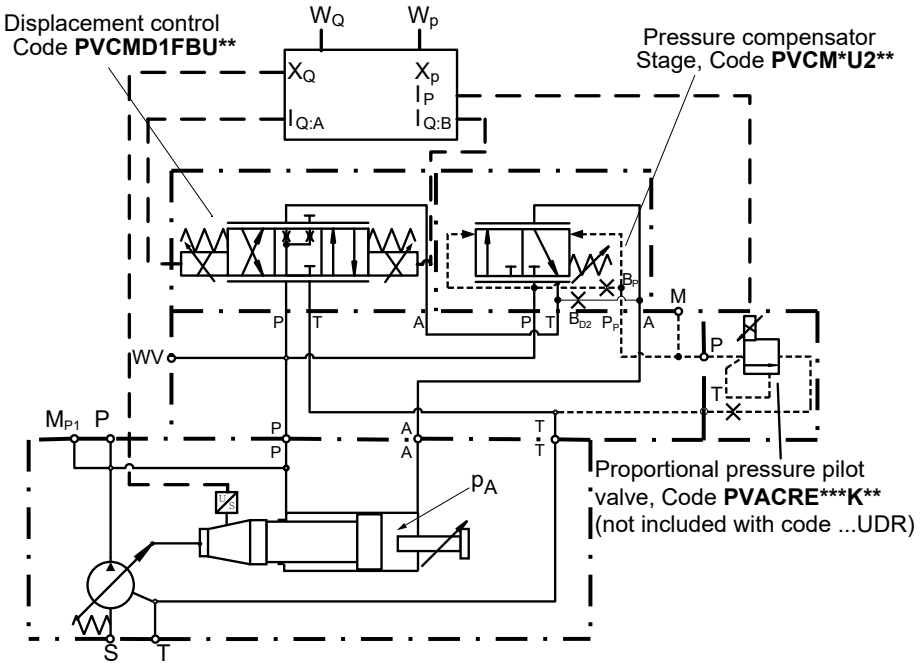 W_Q W_p
Displacement control
Code PVCMD1FBU**
Pressure compensator
Stage, Code PVCM*U2**
X_Q X_p
I_P
I_Q:A I_Q:B
B_P
M
P T A P T B_D2 P_P A
P
WV
T
M_P1 P
P A T
P A T
Proportional pressure pilot
valve, Code PVACRE***K**
(not included with code ...UDR)
p_A
U
S
S T